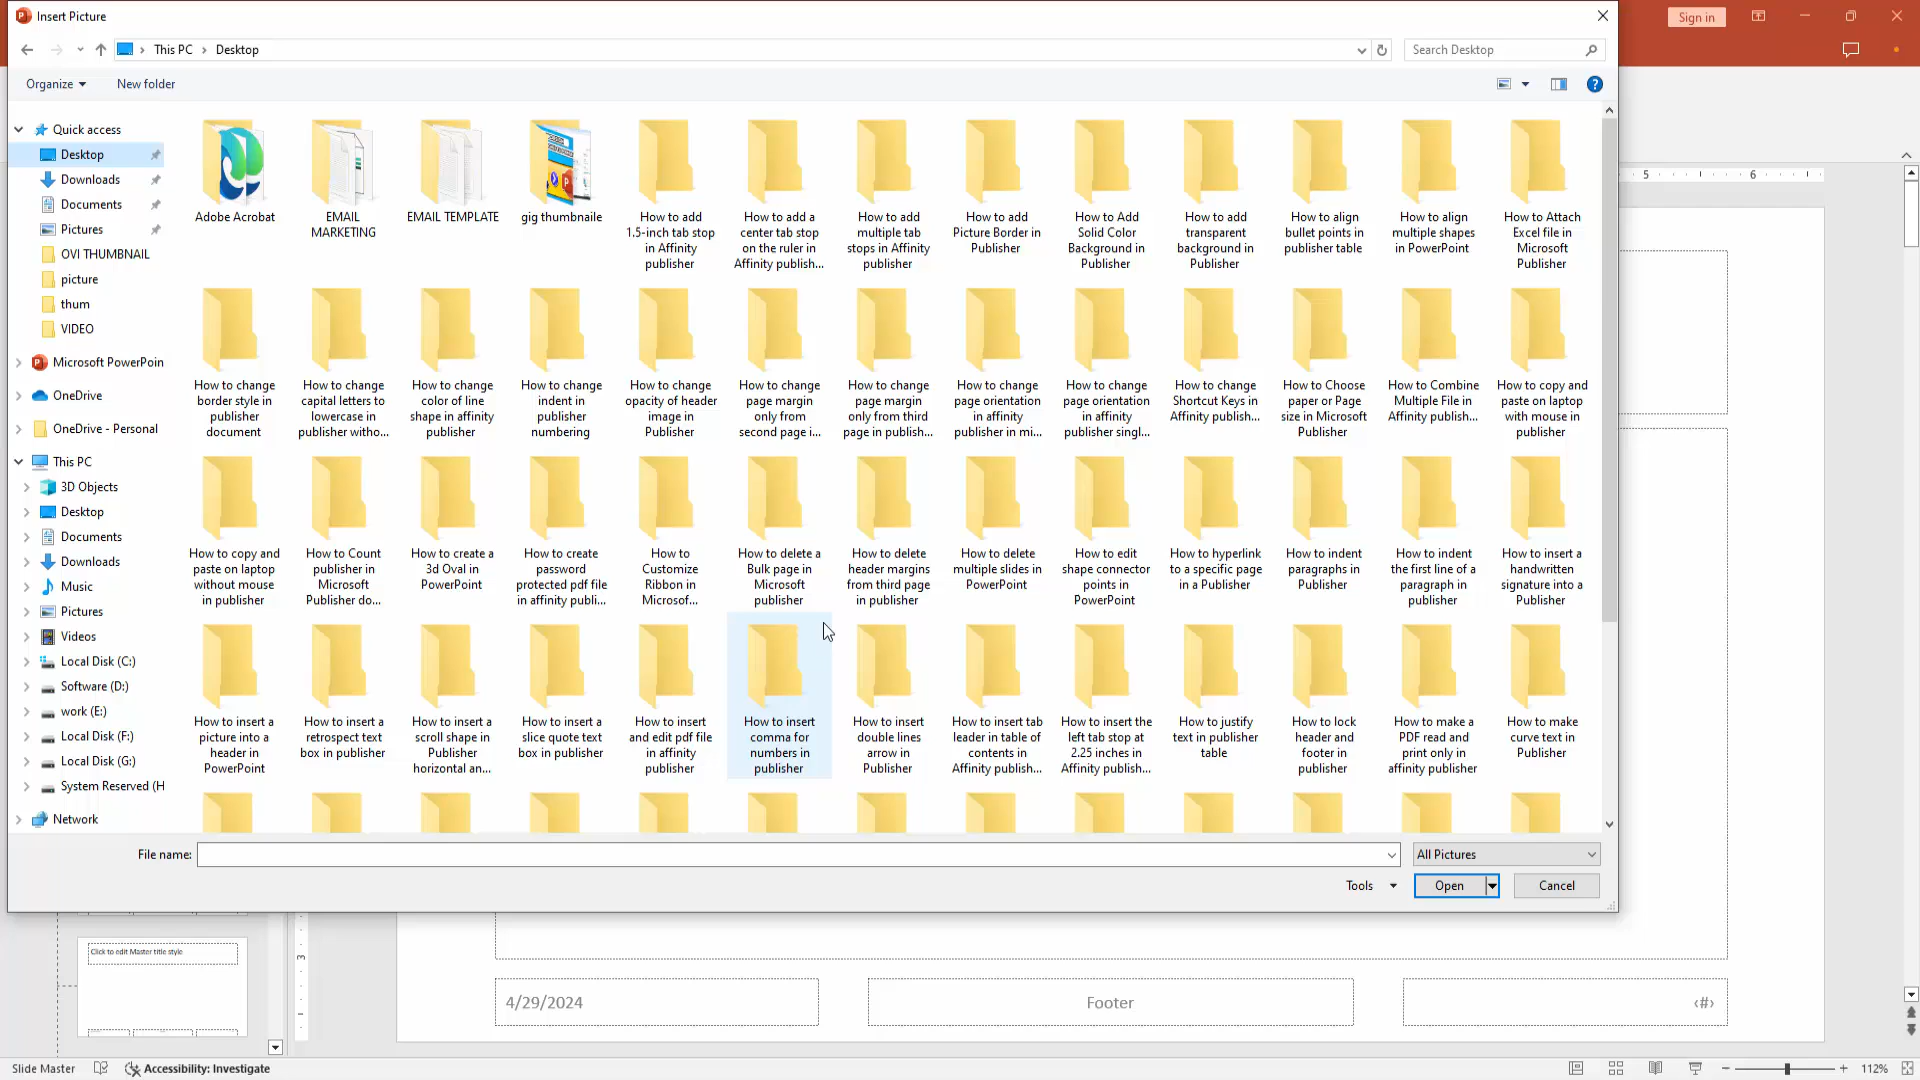 Insert Picture
Sign in
This PC
Desktop
Search Desktop
Organize
New folder
Quick access
Desktop
Downloads
Documents
Pictures
OVI THUMBNAIL
picture
thum
VIDEO
Microsoft PowerPoin
OneDrive
OneDrive - Personal
This PC
3D Objects
Desktop
Documents
Downloads
Music
Pictures
Videos
Local Disk (C:)
Software (D:)
work (E:)
Local Disk (F:)
Local Disk (G:)
System Reserved (H
Network
Adobe Acrobat
EMAIL
MARKETING
EMAIL TEMPLATE
gig thumbnaile
How to add
1.5-inch tab stop
in Affinity
publisher
How to add a
center tab stop
on the ruler in
Affinity publish...
How to add
multiple tab
stops in Affinity
publisher
How to add
Picture Border in
Publisher
How to Add
Solid Color
Background in
Publisher
How to add
transparent
background in
Publisher
How to align
bullet points in
publisher table
How to align
multiple shapes
in PowerPoint
How to Attach
Excel file in
Microsoft
Publisher
How to change
border style in
publisher
document
How to change
capital letters to
lowercase in
publisher witho...
How to change
color of line
shape in affinity
publisher
How to change
indent in
publisher
numbering
How to change
opacity of header
image in
Publisher
How to change
page margin
only from
second page i...
How to change
page margin
only from third
page in publish...
How to change
page orientation
in affinity
publisher in mi...
How to change
page orientation
in affinity
publisher singl...
How to change
Shortcut Keys in
Affinity publish...
How to Choose
paper or Page
size in Microsoft
Publisher
How to Combine
Multiple File in
Affinity publish...
How to copy and
paste on laptop
with mouse in
publisher
How to copy and
paste on laptop
without mouse
in publisher
How to Count
publisher in
Microsoft
Publisher do...
How to create a
3d Oval in
PowerPoint
How to create
password
protected pdf file
in affinity publi...
How to
Customize
Ribbon in
Microsof...
How to delete a
Bulk page in
Microsoft
publisher
How to delete
header margins
from third page
in publisher
How to delete
multiple slides in
PowerPoint
How to edit
shape connector
points in
PowerPoint
How to hyperlink
to a specific page
in a Publisher
How to indent
paragraphs in
Publisher
How to indent
the first line of a
paragraph in
publisher
How to insert a
handwritten
signature into a
Publisher
How to insert a
picture into a
header in
PowerPoint
How to insert a
retrospect text
box in publisher
How to insert a
scroll shape in
Publisher
horizontal an...
How to insert a
slice quote text
box in publisher
How to insert
and edit pdf file
in affinity
publisher
How to insert
comma for
numbers in
publisher
How to insert
double lines
arrow in
Publisher
How to insert tab
leader in table of
contents in
Affinity publish...
How to insert the
left tab stop at
2.25 inches in
Affinity publish...
How to justify
text in publisher
table
How to lock
header and
footer in
publisher
How to make a
PDF read and
print only in
affinity publisher
How to make
curve text in
Publisher
File name:
All Pictures
Tools
Open
Cancel
5
6
3
Click to edit Master title style
4/29/2024
Footer
‹#›
Slide Master
Accessibility: Investigate
112%